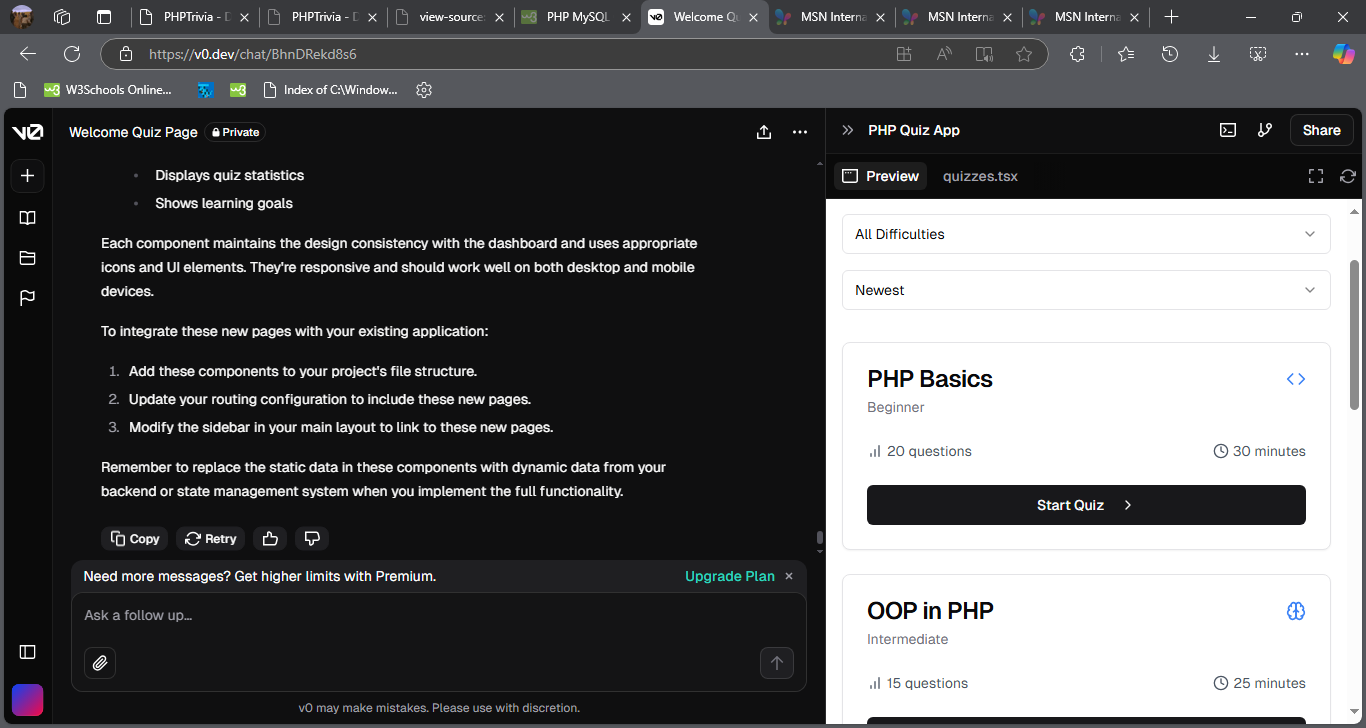 PHPTrivia - D
PHPTrivia - D
view-source:
PHP MySQL
Welcome Qu
MSN Interna
MSN Interna
MSN Interna
https://v0.dev/chat/BhnDRekd8s6
W3Schools Online...
Index of C:\Window...
Welcome Quiz Page
Private
Displays quiz statistics
Shows learning goals
Each component maintains the design consistency with the dashboard and uses appropriate
icons and UI elements. They're responsive and should work well on both desktop and mobile
devices.
To integrate these new pages with your existing application:
1. Add these components to your project's file structure.
2. Update your routing configuration to include these new pages.
3. Modify the sidebar in your main layout to link to these new pages.
Remember to replace the static data in these components with dynamic data from your
backend or state management system when you implement the full functionality.
Copy
Retry
Need more messages? Get higher limits with Premium.
Upgrade Plan
Ask a follow up...
v0 may make mistakes. Please use with discretion.
PHP Quiz App
Share
Preview
quizzes.tsx
All Difficulties
Newest
PHP Basics
Beginner
20 questions
30 minutes
Start Quiz
OOP in PHP
Intermediate
15 questions
25 minutes